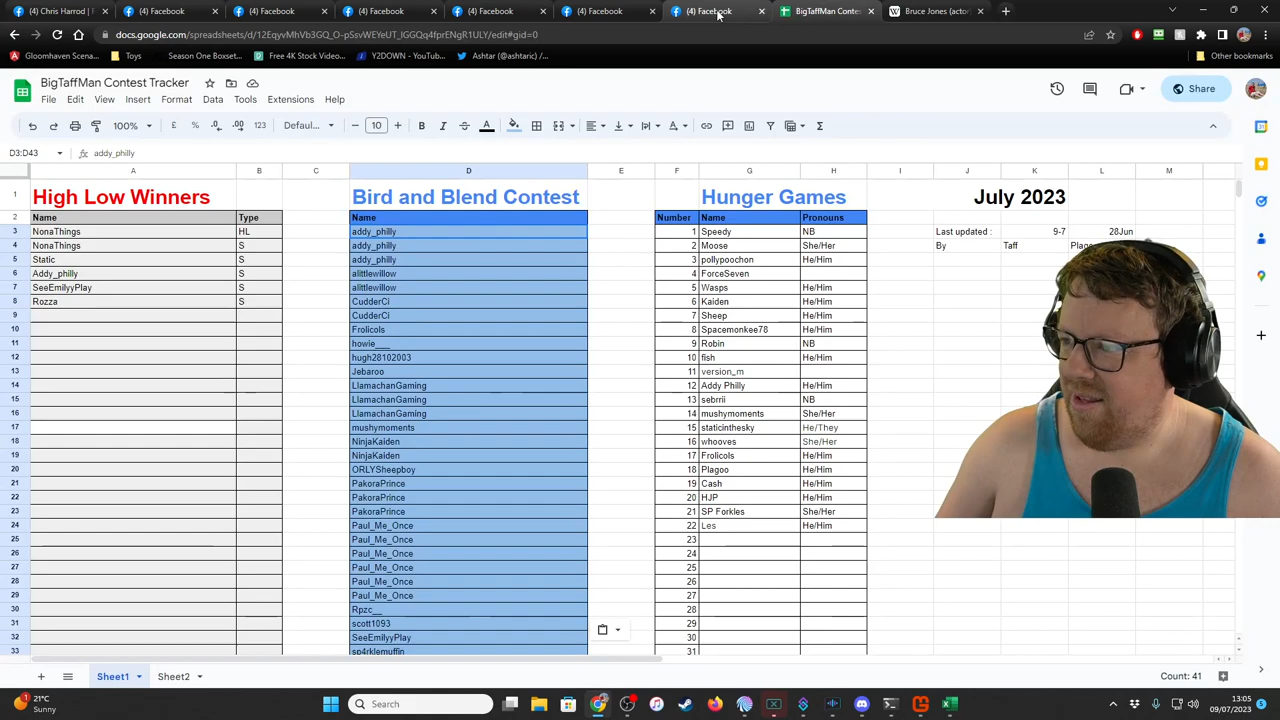 (4) Chris Harrod |
(4) Facebook
(4) Facebook
(4) Facebook
(4) Facebook
(4) Facebook
(4) Facebook
BigTaffMan Conte
Bruce Jones (actor)
docs.google.com/spreadsheets/d/12EqyvMhVb3GQ_O-pSsvWEYeUT_lGGQq4fprENgR1ULY/edit#gid=0
Gloomhaven Scena...
Toys
Season One Boxset...
Free 4K Stock Video...
Y2DOWN - YouTube...
Ashtar (@ashtaric) /...
Other bookmarks
BigTaffMan Contest Tracker
File Edit View Insert Format Data Tools Extensions Help
Share
100% £ % .0 .00 123 Defaul... 10 B I A
D3:D43 fx addy_philly
A B C D E F G H I J K L M
1 High Low Winners Bird and Blend Contest Hunger Games July 2023
2 Name Type Name Number Name Pronouns
3 NonaThings HL addy_philly 1 Speedy NB Last updated : 9-7 28Jun
4 NonaThings S addy_philly 2 Moose She/Her By Taff
5 Static S addy_philly 3 pollypoochon He/Him
6 Addy_philly S alittlewillow 4 ForceSeven
7 SeeEmilyyPlay S alittlewillow 5 Wasps He/Him
8 Rozza S CudderCi 6 Kaiden He/Him
9 CudderCi 7 Sheep He/Him
10 Frolicols 8 Spacemonkee78 He/Him
11 howie___ 9 Robin NB
12 hugh28102003 10 fish He/Him
13 Jebaroo 11 version_m
14 LlamachanGaming 12 Addy Philly He/Him
15 LlamachanGaming 13 sebrrii NB
16 LlamachanGaming 14 mushymoments She/Her
17 mushymoments 15 staticinthesky He/They
18 NinjaKaiden 16 whooves She/Her
19 NinjaKaiden 17 Frolicols He/Him
20 ORLYSheepboy 18 Plagoo He/Him
21 PakoraPrince 19 Cash He/Him
22 PakoraPrince 20 HJP He/Him
23 PakoraPrince 21 SP Forkles She/Her
24 Paul_Me_Once 22 Les He/Him
25 Paul_Me_Once 23
26 Paul_Me_Once 24
27 Paul_Me_Once 25
28 Paul_Me_Once 26
29 Paul_Me_Once 27
30 Rpzc__ 28
31 scott1093 29
32 SeeEmilyyPlay 30
33 sp4rklemuffin 31
Sheet1 Sheet2 Count: 41
21°C
Sunny
Search
13:05
09/07/2023